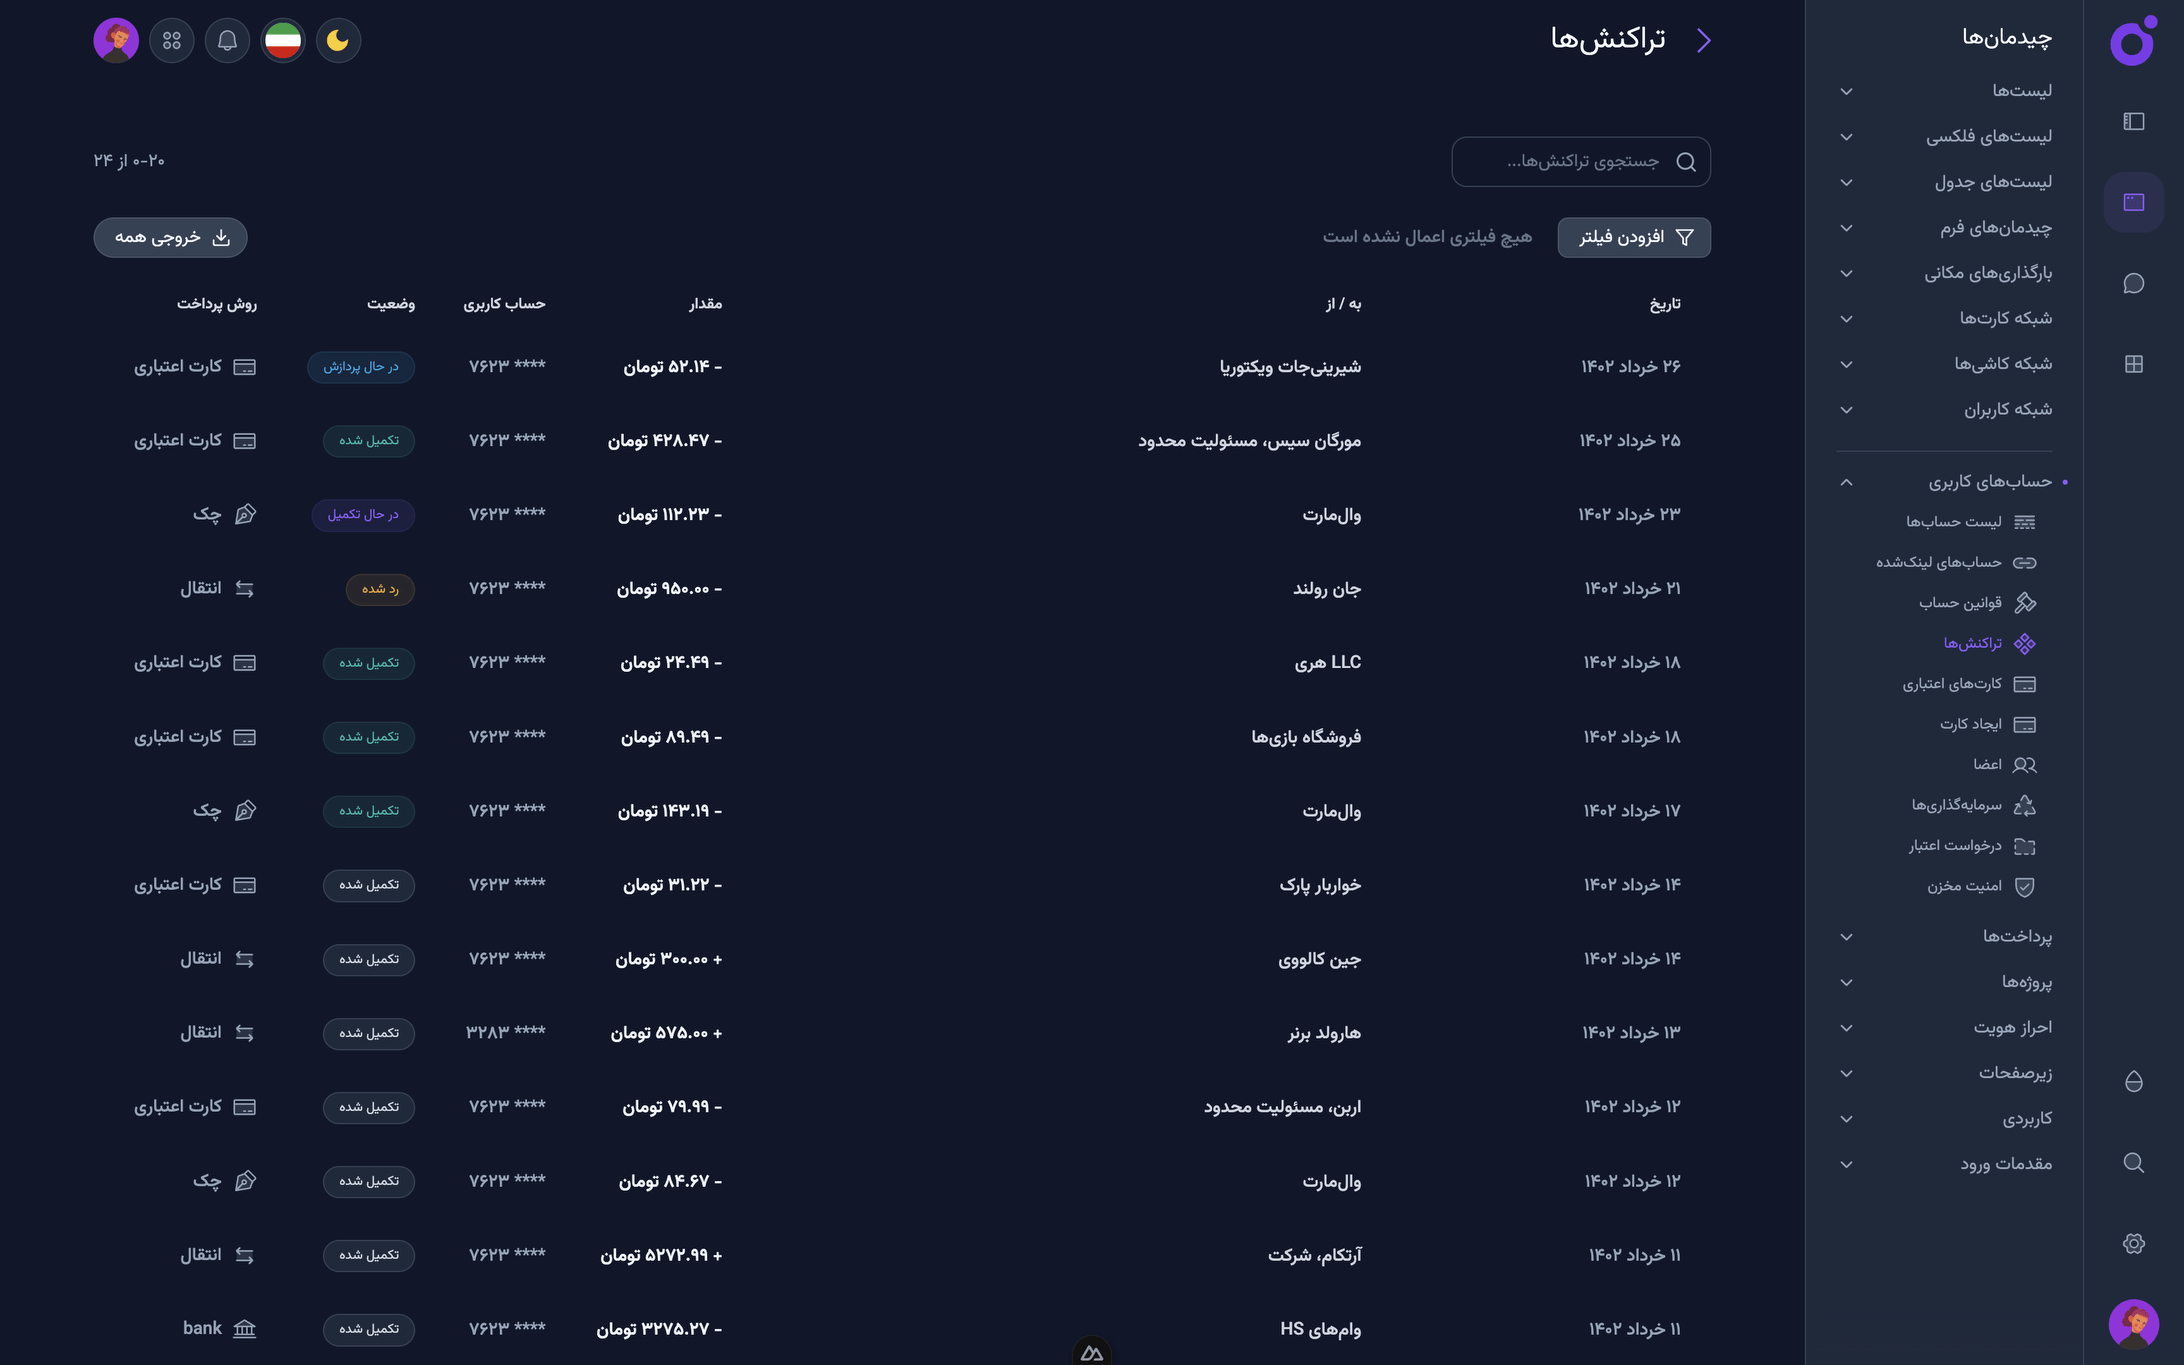 چیدمان‌ها
لیست‌ها
لیست‌های فلکسی
لیست‌های جدول
چیدمان‌های فرم
بارگذاری‌های مکانی
شبکه کارت‌ها
شبکه کاشی‌ها
شبکه کاربران
حساب‌های کاربری
لیست حساب‌ها
حساب‌های لینک‌شده
قوانین حساب
تراکنش‌ها
کارت‌های اعتباری
ایجاد کارت
اعضا
سرمایه‌گذاری‌ها
درخواست اعتبار
امنیت مخزن
پرداخت‌ها
پروژه‌ها
احراز هویت
زیرصفحات
کاربردی
مقدمات ورود
تراکنش‌ها
جستجوی تراکنش‌ها...
۰-۲۰ از ۲۴
افزودن فیلتر هیچ فیلتری اعمال نشده است خروجی همه
تاریخ به / از مقدار حساب کاربری وضعیت روش پرداخت
۲۶ خرداد ۱۴۰۲ شیرینی‌جات ویکتوریا - ۵۲.۱۴ تومان **** ۷۶۲۳ در حال پردازش کارت اعتباری
۲۵ خرداد ۱۴۰۲ مورگان سیس، مسئولیت محدود - ۴۲۸.۴۷ تومان **** ۷۶۲۳ تکمیل شده کارت اعتباری
۲۳ خرداد ۱۴۰۲ وال‌مارت - ۱۱۲.۲۳ تومان **** ۷۶۲۳ در حال تکمیل چک
۲۱ خرداد ۱۴۰۲ جان رولند - ۹۵۰.۰۰ تومان **** ۷۶۲۳ رد شده انتقال
۱۸ خرداد ۱۴۰۲ LLC هری - ۲۴.۴۹ تومان **** ۷۶۲۳ تکمیل شده کارت اعتباری
۱۸ خرداد ۱۴۰۲ فروشگاه بازی‌ها - ۸۹.۴۹ تومان **** ۷۶۲۳ تکمیل شده کارت اعتباری
۱۷ خرداد ۱۴۰۲ وال‌مارت - ۱۴۳.۱۹ تومان **** ۷۶۲۳ تکمیل شده چک
۱۴ خرداد ۱۴۰۲ خواربار پارک - ۳۱.۲۲ تومان **** ۷۶۲۳ تکمیل شده کارت اعتباری
۱۴ خرداد ۱۴۰۲ جین کالووی + ۳۰۰.۰۰ تومان **** ۷۶۲۳ تکمیل شده انتقال
۱۳ خرداد ۱۴۰۲ هارولد برنر + ۵۷۵.۰۰ تومان **** ۳۲۸۳ تکمیل شده انتقال
۱۲ خرداد ۱۴۰۲ اربن، مسئولیت محدود - ۷۹.۹۹ تومان **** ۷۶۲۳ تکمیل شده کارت اعتباری
۱۲ خرداد ۱۴۰۲ وال‌مارت - ۸۴.۶۷ تومان **** ۷۶۲۳ تکمیل شده چک
۱۱ خرداد ۱۴۰۲ آرتکام، شرکت + ۵۲۷۲.۹۹ تومان **** ۷۶۲۳ تکمیل شده انتقال
۱۱ خرداد ۱۴۰۲ وام‌های HS - ۳۲۷۵.۲۷ تومان **** ۷۶۲۳ تکمیل شده bank